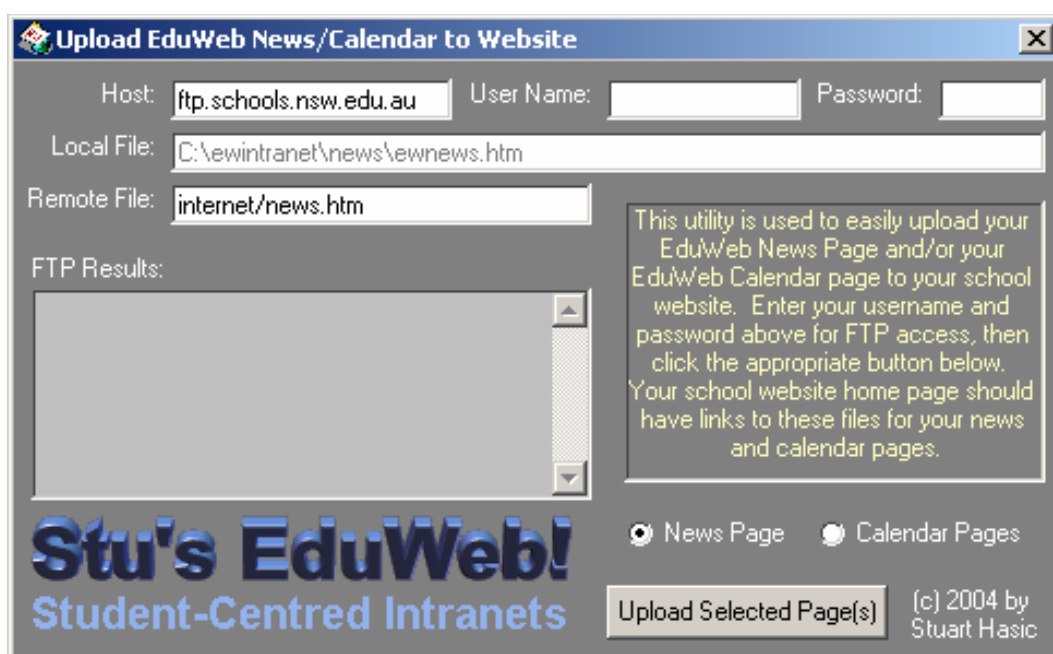 Upload EduWeb News/Calendar to Website
Host: ftp.schools.nsw.edu.au User Name: Password:
Local File: C:\ewintranet\news\ewnews.htm
Remote File: internet/news.htm
This utility is used to easily upload your
EduWeb News Page and/or your
EduWeb Calendar page to your school
website. Enter your username and
password above for FTP access, then
click the appropriate button below.
Your school website home page should
have links to these files for your news
and calendar pages.
FTP Results:
News Page Calendar Pages
Stu's EduWeb!
Student-Centred Intranets
Upload Selected Page(s)
(c) 2004 by
Stuart Hasic